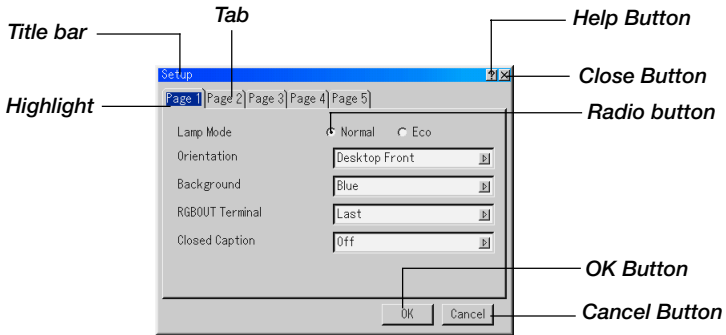 Tab
Title bar
Help Button
Setup
?
Close Button
Page 1 Page 2 Page 3 Page 4 Page 5
Highlight
Radio button
Lamp Mode Normal Eco
Orientation Desktop Front
Background Blue
RGBOUT Terminal Last
Closed Caption Off
OK Button
OK Cancel
Cancel Button